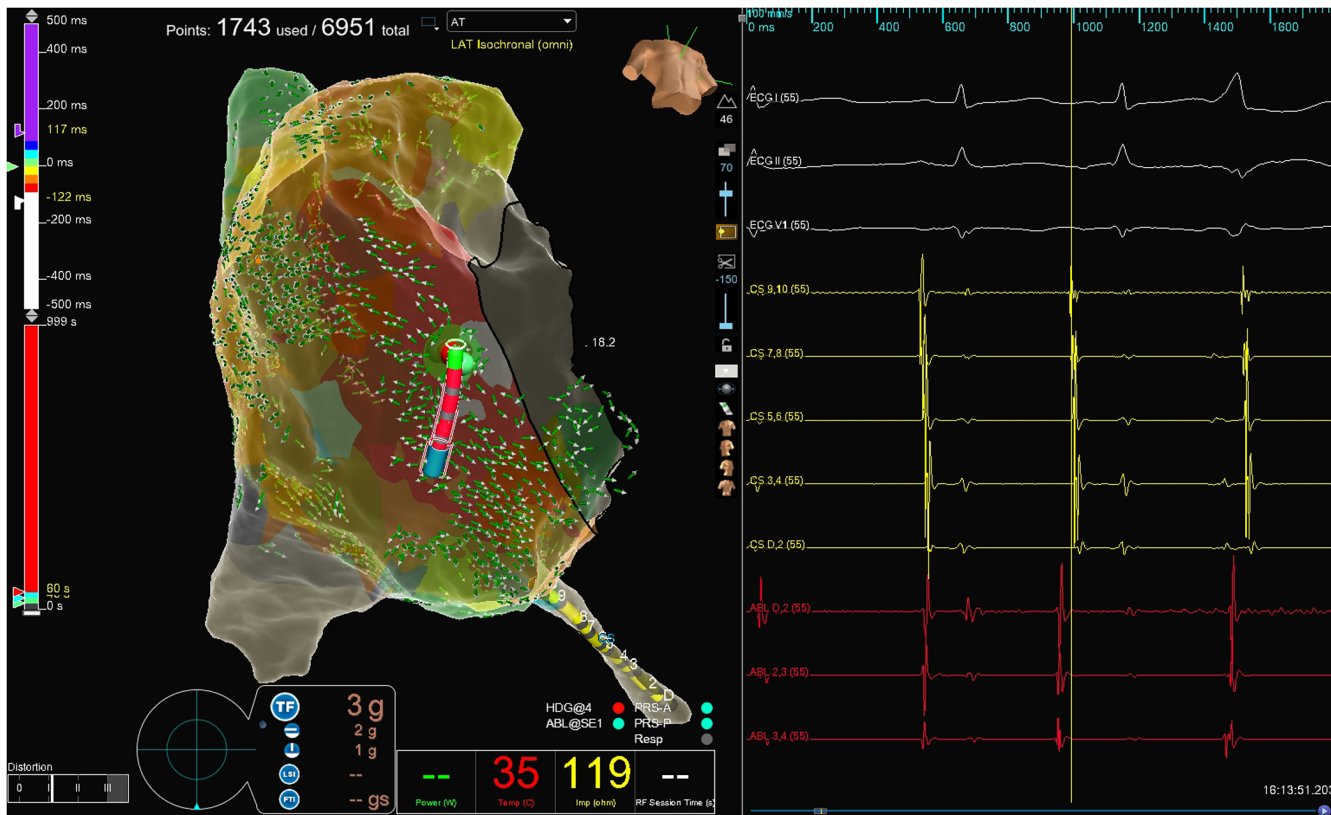 500 ms
400 ms
200 ms
117 ms
0 ms
-122 ms
-200 ms
-400 ms
-500 ms
999 s
60 s
0 s
Points: 1743 used / 6951 total
AT
LAT Isochronal (omni)
46
70
-150
. 18.2
9
8
7
CS
5
4
3
2
D
HDG@4
PRS-A
ABL@SE1
PRS-P
Resp
TF
3 g
2 g
1 g
LSI
--
FTI
-- gs
Distortion
0 I II III
-- 35 119 --
Power (W) Temp (C) Imp (ohm) RF Session Time (s)
100 mm/s
0 ms 200 400 600 800 1000 1200 1400 1600
ECG I (55)
ECG II (55)
ECG V1 (55)
CS 9,10 (55)
CS 7,8 (55)
CS 5,6 (55)
CS 3,4 (55)
CS D,2 (55)
ABL D,2 (55)
ABL 2,3 (55)
ABL 3,4 (55)
16:13:51.203